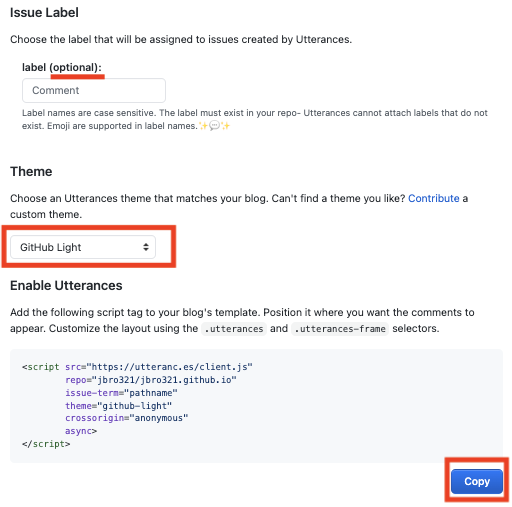 Issue Label
Choose the label that will be assigned to issues created by Utterances.
label (optional):
Comment
Label names are case sensitive. The label must exist in your repo- Utterances cannot attach labels that do not
exist. Emoji are supported in label names.✨💬✨
Theme
Choose an Utterances theme that matches your blog. Can't find a theme you like? Contribute a
custom theme.
GitHub Light
Enable Utterances
Add the following script tag to your blog's template. Position it where you want the comments to
appear. Customize the layout using the .utterances and .utterances-frame selectors.
<script src="https://utteranc.es/client.js"
        repo="jbro321/jbro321.github.io"
        issue-term="pathname"
        theme="github-light"
        crossorigin="anonymous"
        async>
</script>
Copy